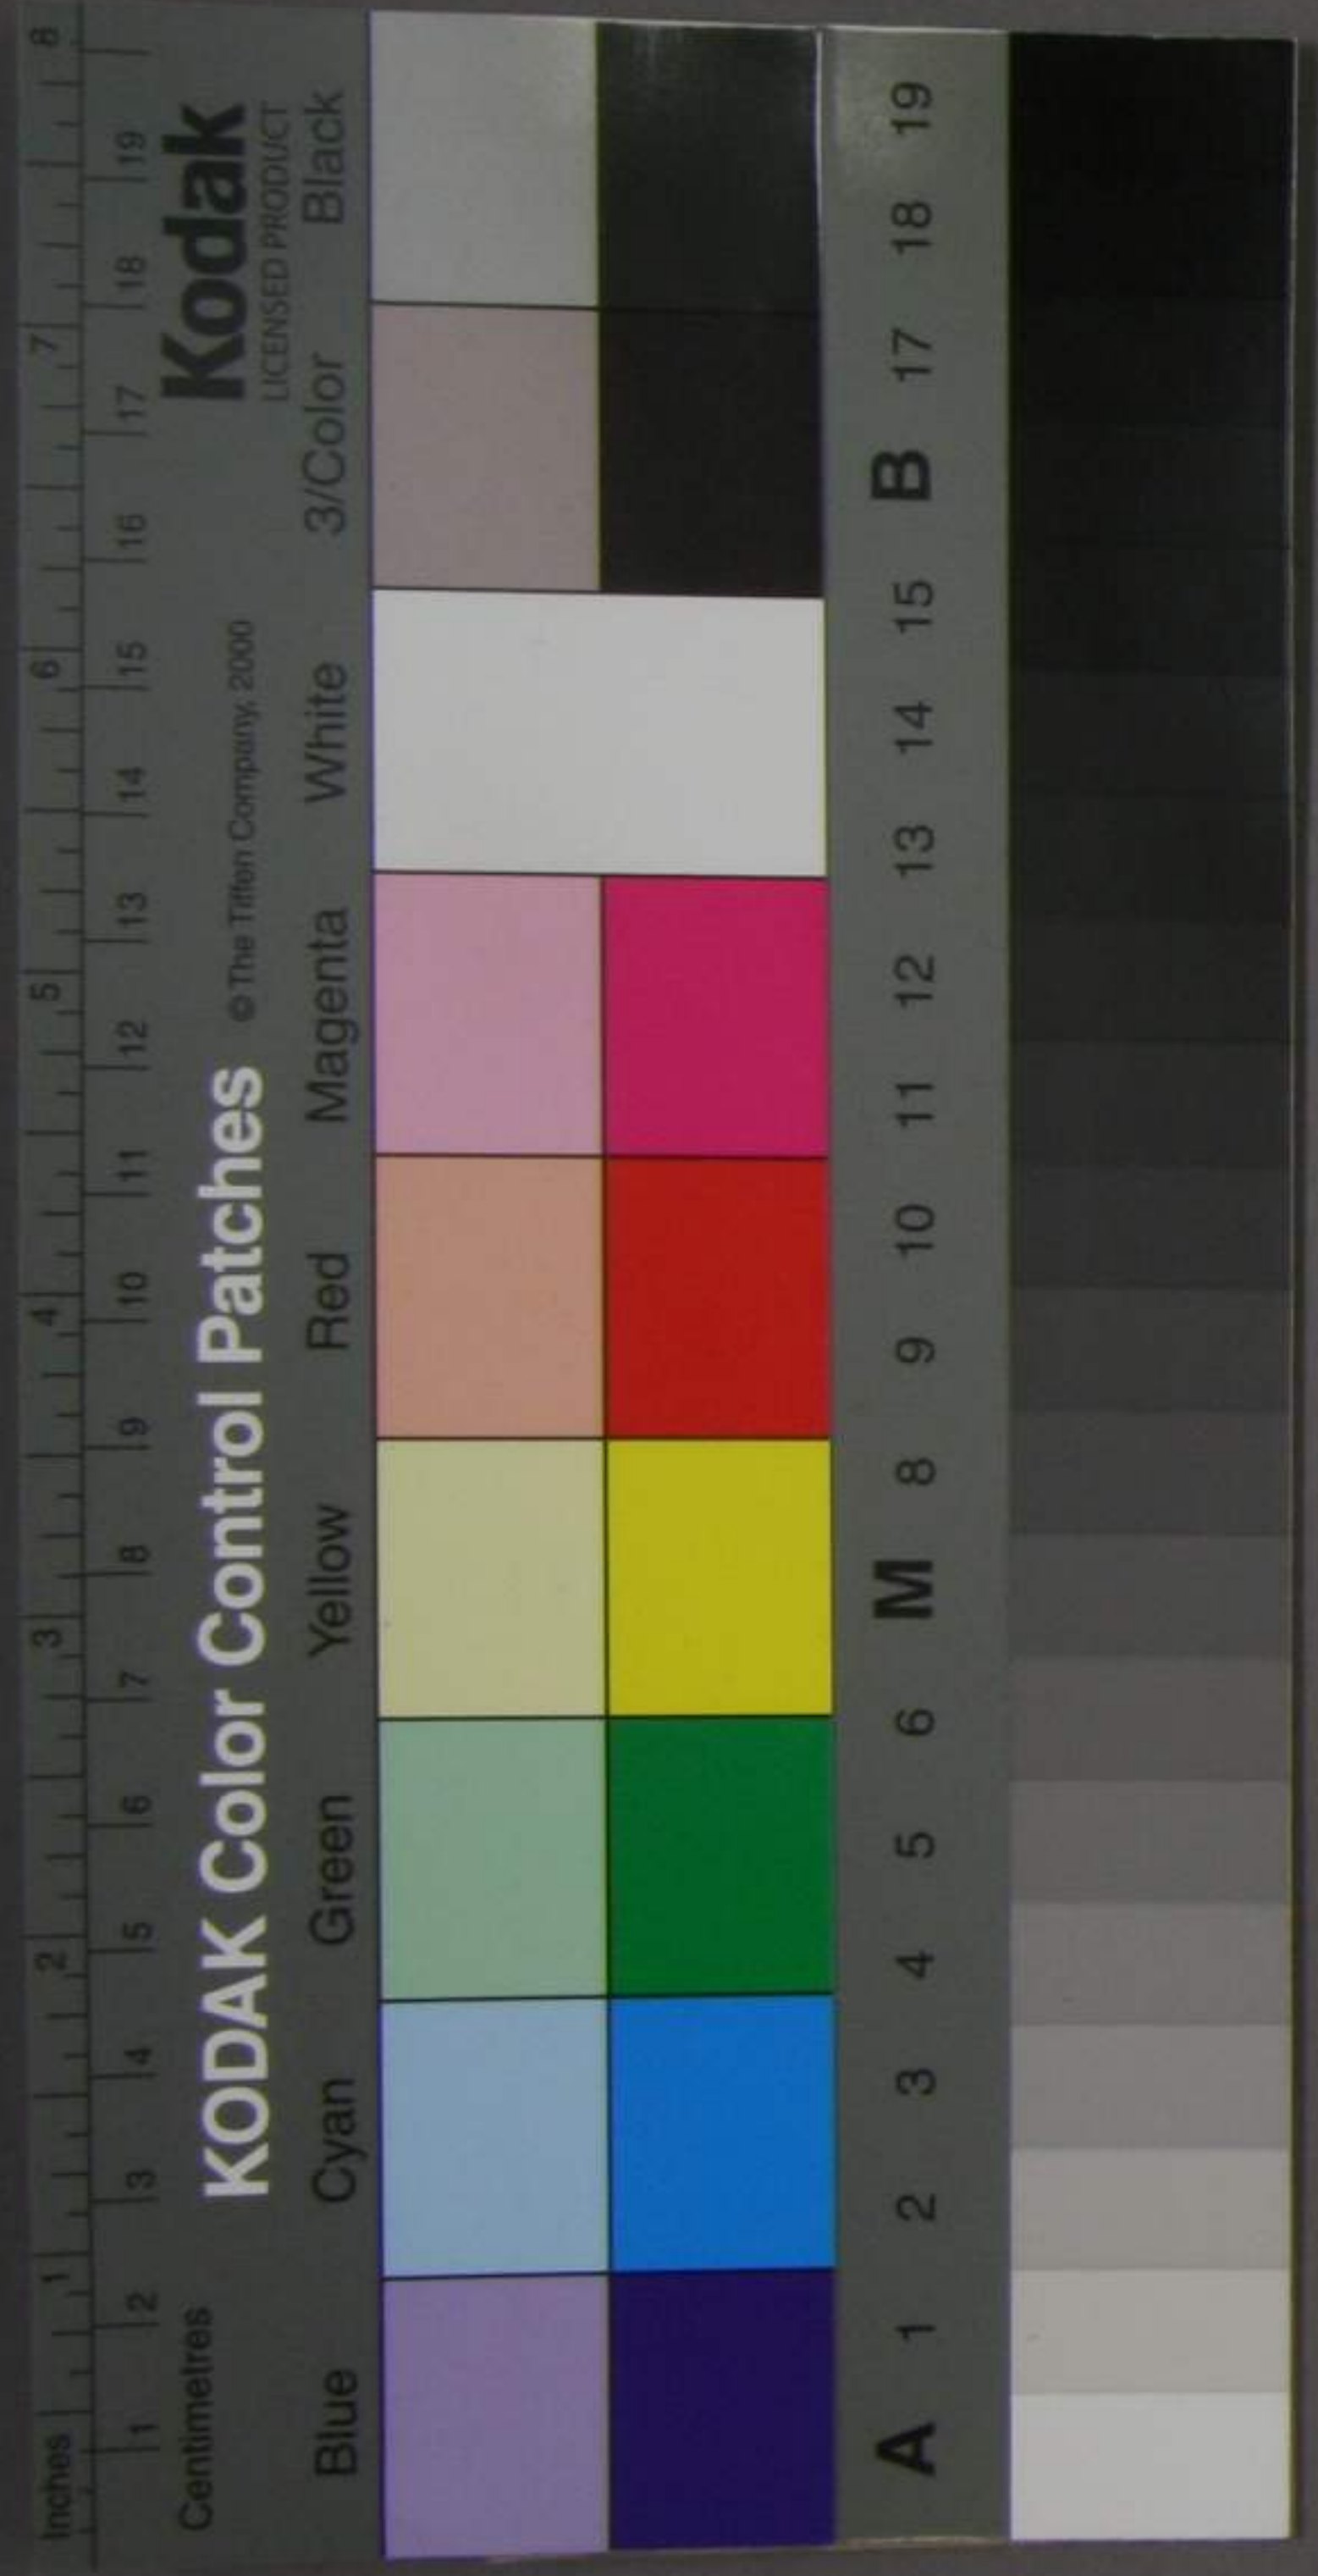 Inches 1 2 3 4 5 6 7 8
1 2 3 4 5 6 7 8 9 10 11 12 13 14 15 16 17 18 19
Centimetres
KODAK Color Control Patches © The Tiffen Company, 2000 Kodak
LICENSED PRODUCT
Blue Cyan Green Yellow Red Magenta White 3/Color Black
A 1 2 3 4 5 6 M 8 9 10 11 12 13 14 15 B 17 18 19